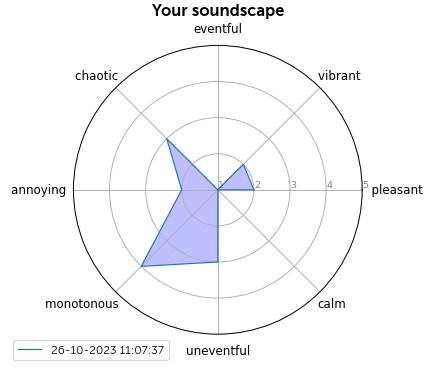 Your soundscape
eventful
chaotic
vibrant
annoying
1 2 3 4 5
pleasant
monotonous
calm
26-10-2023 11:07:37
uneventful